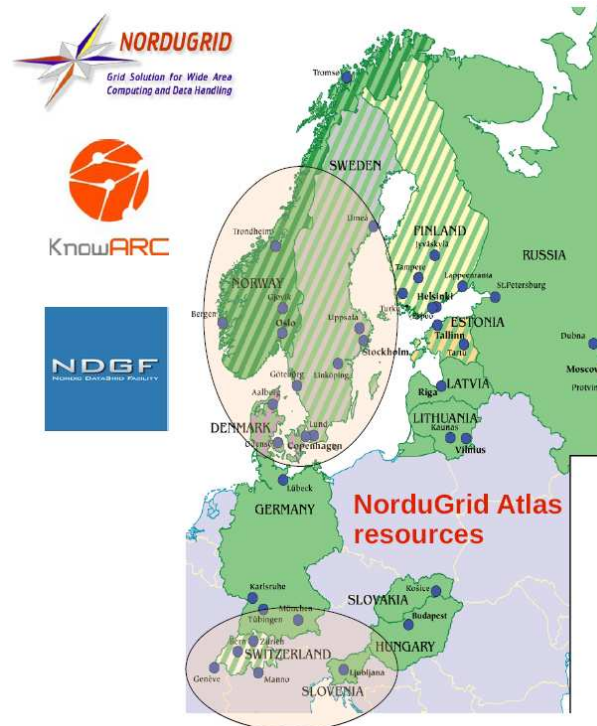 NORDUGRID
Grid Solution for Wide Area
Computing and Data Handling
KnowARC
NDGF
NORDIC DATAGRID FACILITY
Tromsø
SWEDEN
Umeå
Trondheim
FINLAND
Jyväskylä
Tampere
Lappeenranta
RUSSIA
NORWAY
Gjøvik
Turku
Helsinki
Espoo
St.Petersburg
Bergen
Oslo
Uppsala
Stockholm
ESTONIA
Tallinn
Tartu
Dubna
Moscow
Protvin
Linköping
Göteborg
Aalborg
Riga
LATVIA
LITHUANIA
Kaunas
Vilnius
DENMARK
Odense
Lund
Copenhagen
Lübeck
GERMANY
NorduGrid Atlas
resources
Karlsruhe
Tübingen
München
Košice
SLOVAKIA
Budapest
HUNGARY
Bern
Zürich
SWITZERLAND
Genève
Manno
Ljubljana
SLOVENIA